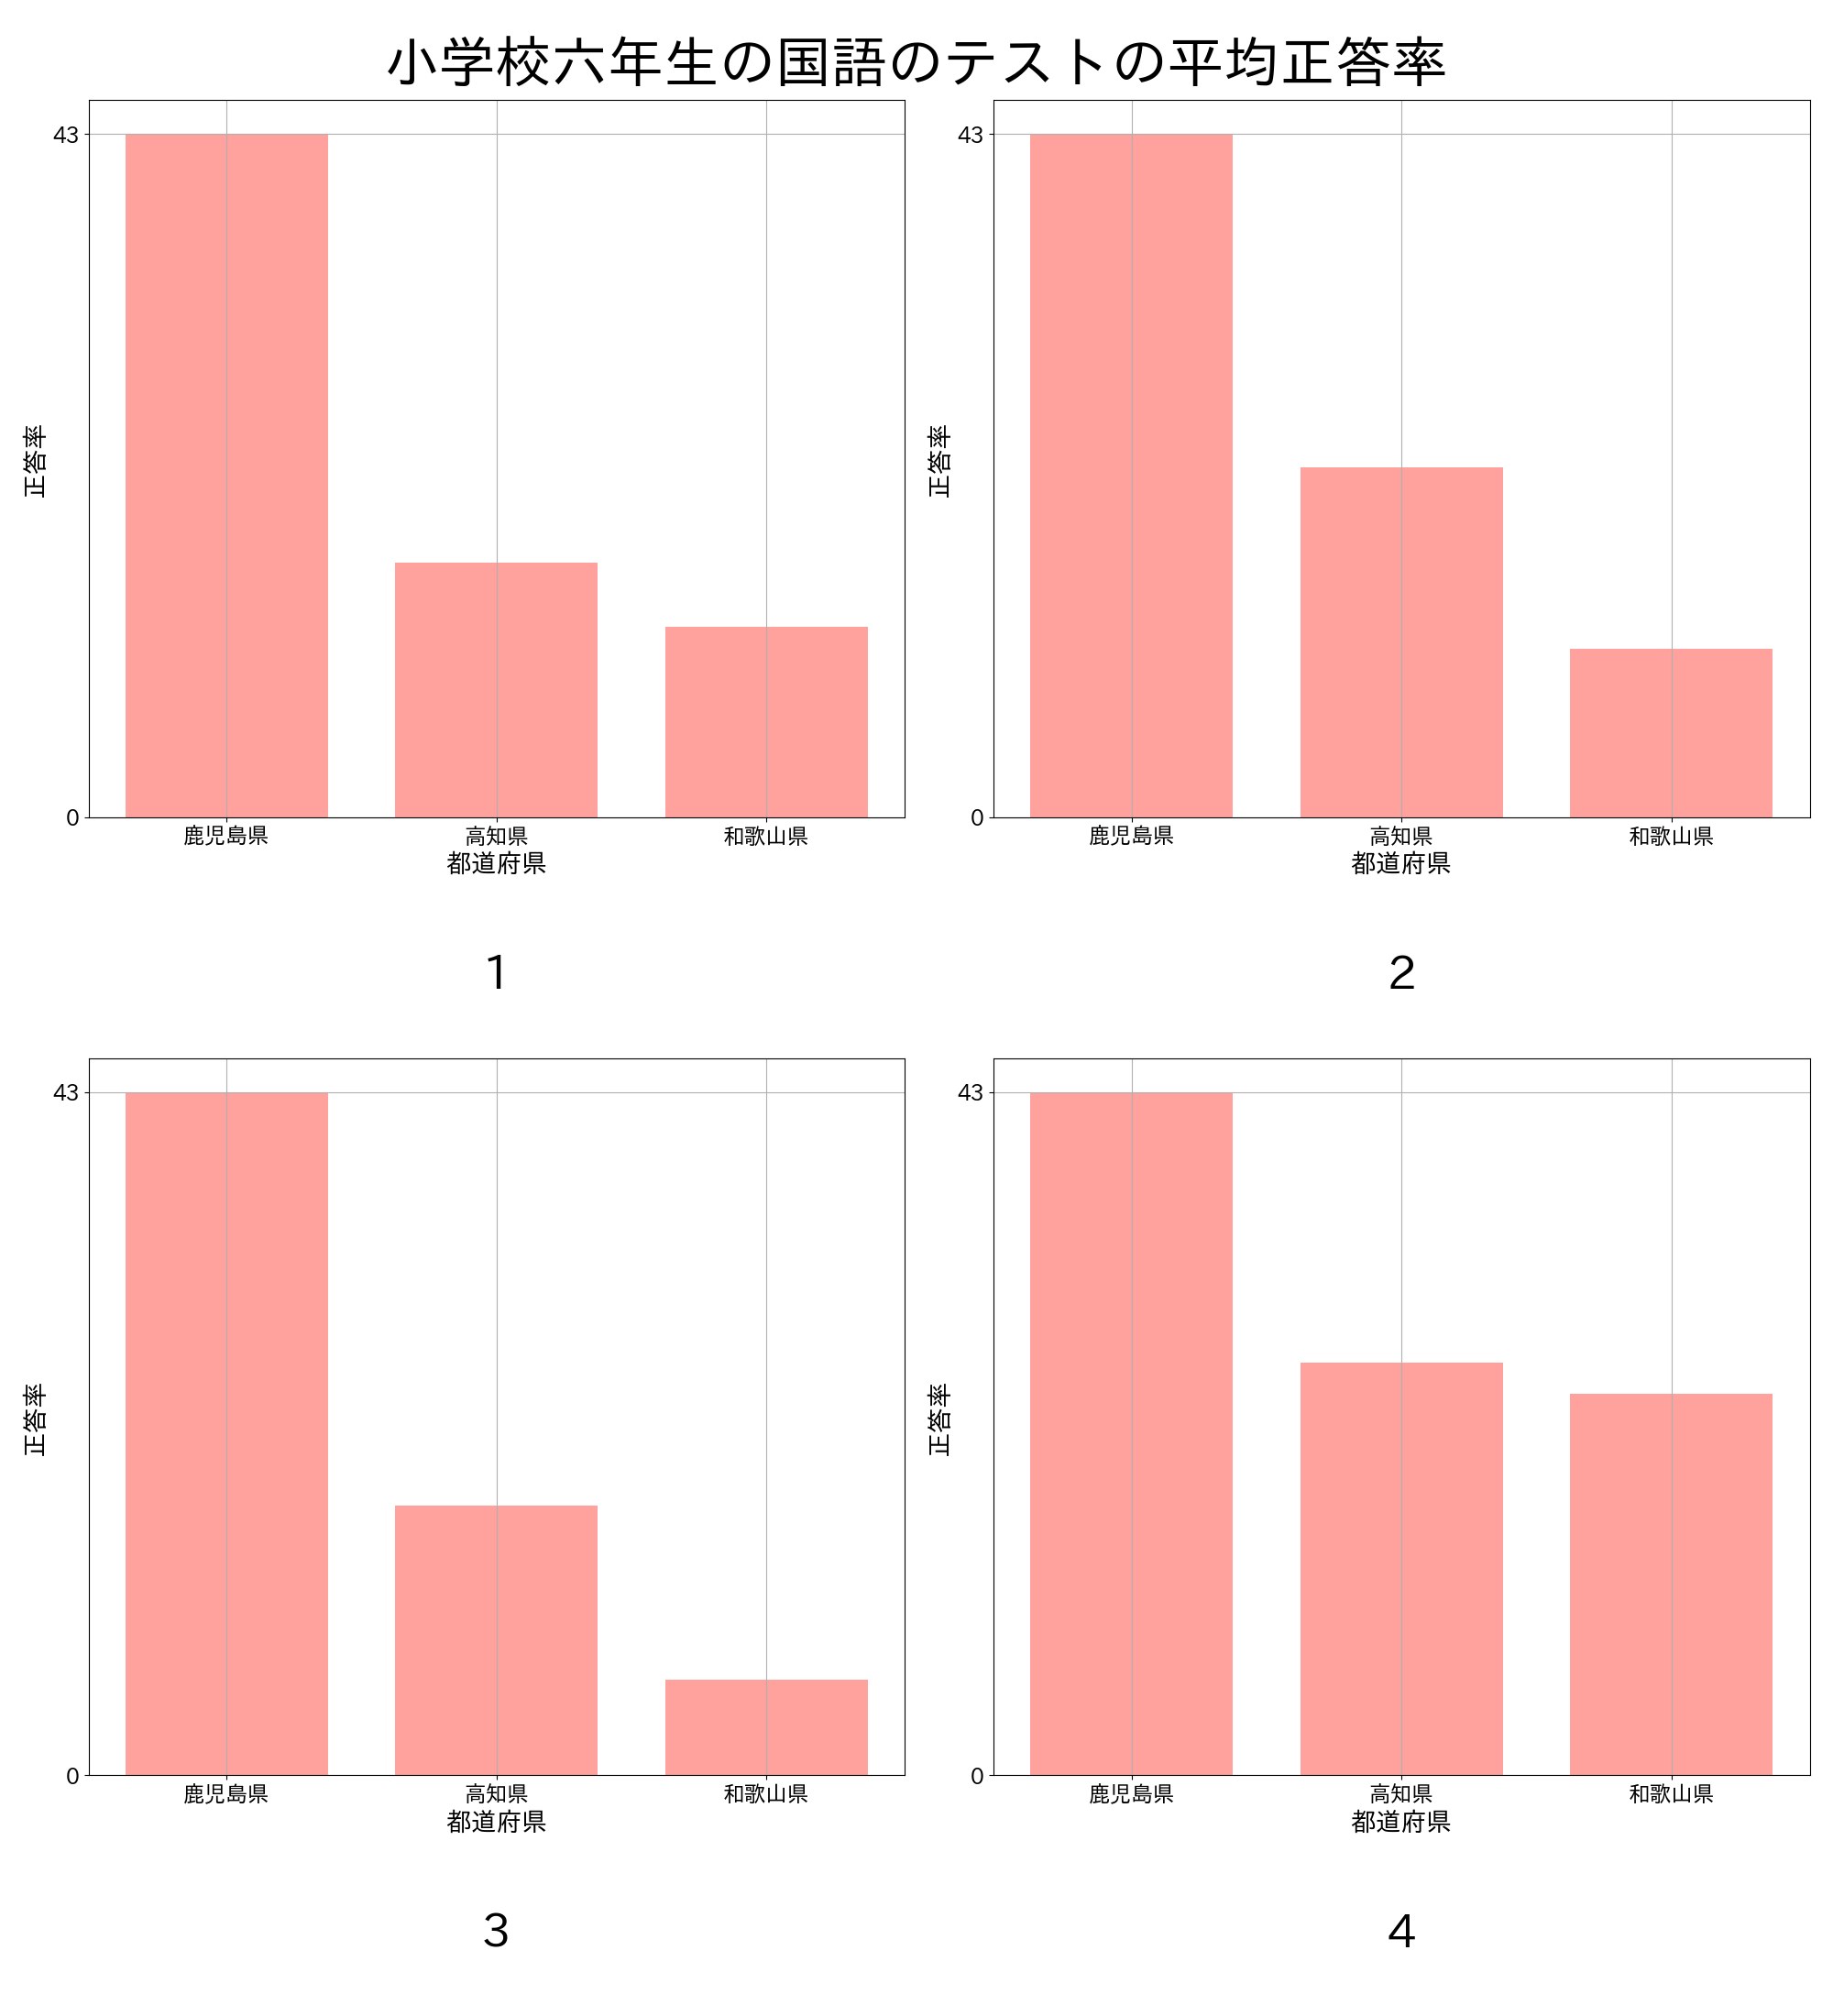 小学校六年生の国語のテストの平均正答率
43
正答率
0
鹿児島県 高知県 和歌山県
都道府県
1
43
正答率
0
鹿児島県 高知県 和歌山県
都道府県
2
43
正答率
0
鹿児島県 高知県 和歌山県
都道府県
3
43
正答率
0
鹿児島県 高知県 和歌山県
都道府県
4